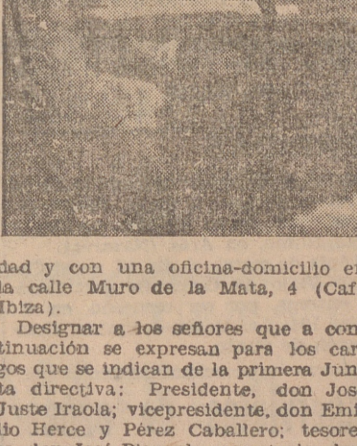 dad y con una oficina-domicilio en
la calle Muro de la Mata, 4 (Caf
Ibiza).
Designar a los señores que a con
tinuación se expresan para los car
gos que se indican de la primera Jun
ta directiva: Presidente, don Jos
Juste Iraola; vicepresidente, don Emi
lio Herce y Pérez Caballero; tesore